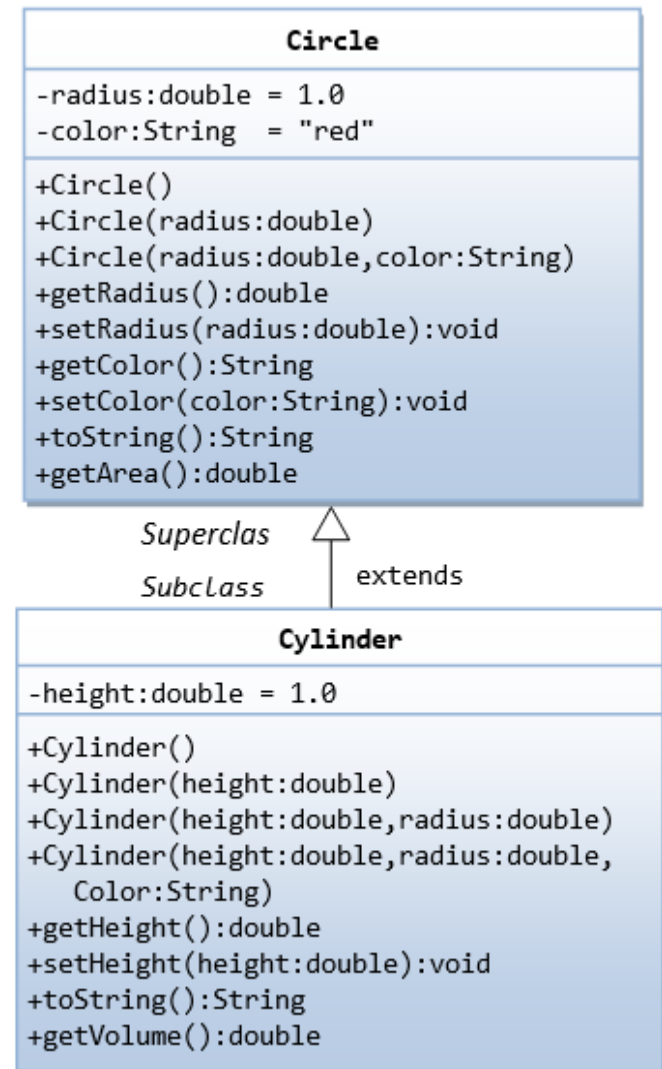 Circle
-radius:double = 1.0
-color:String  = "red"
+Circle()
+Circle(radius:double)
+Circle(radius:double,color:String)
+getRadius():double
+setRadius(radius:double):void
+getColor():String
+setColor(color:String):void
+toString():String
+getArea():double
Superclas
Subclass
extends
Cylinder
-height:double = 1.0
+Cylinder()
+Cylinder(height:double)
+Cylinder(height:double,radius:double)
+Cylinder(height:double,radius:double,
Color:String)
+getHeight():double
+setHeight(height:double):void
+toString():String
+getVolume():double